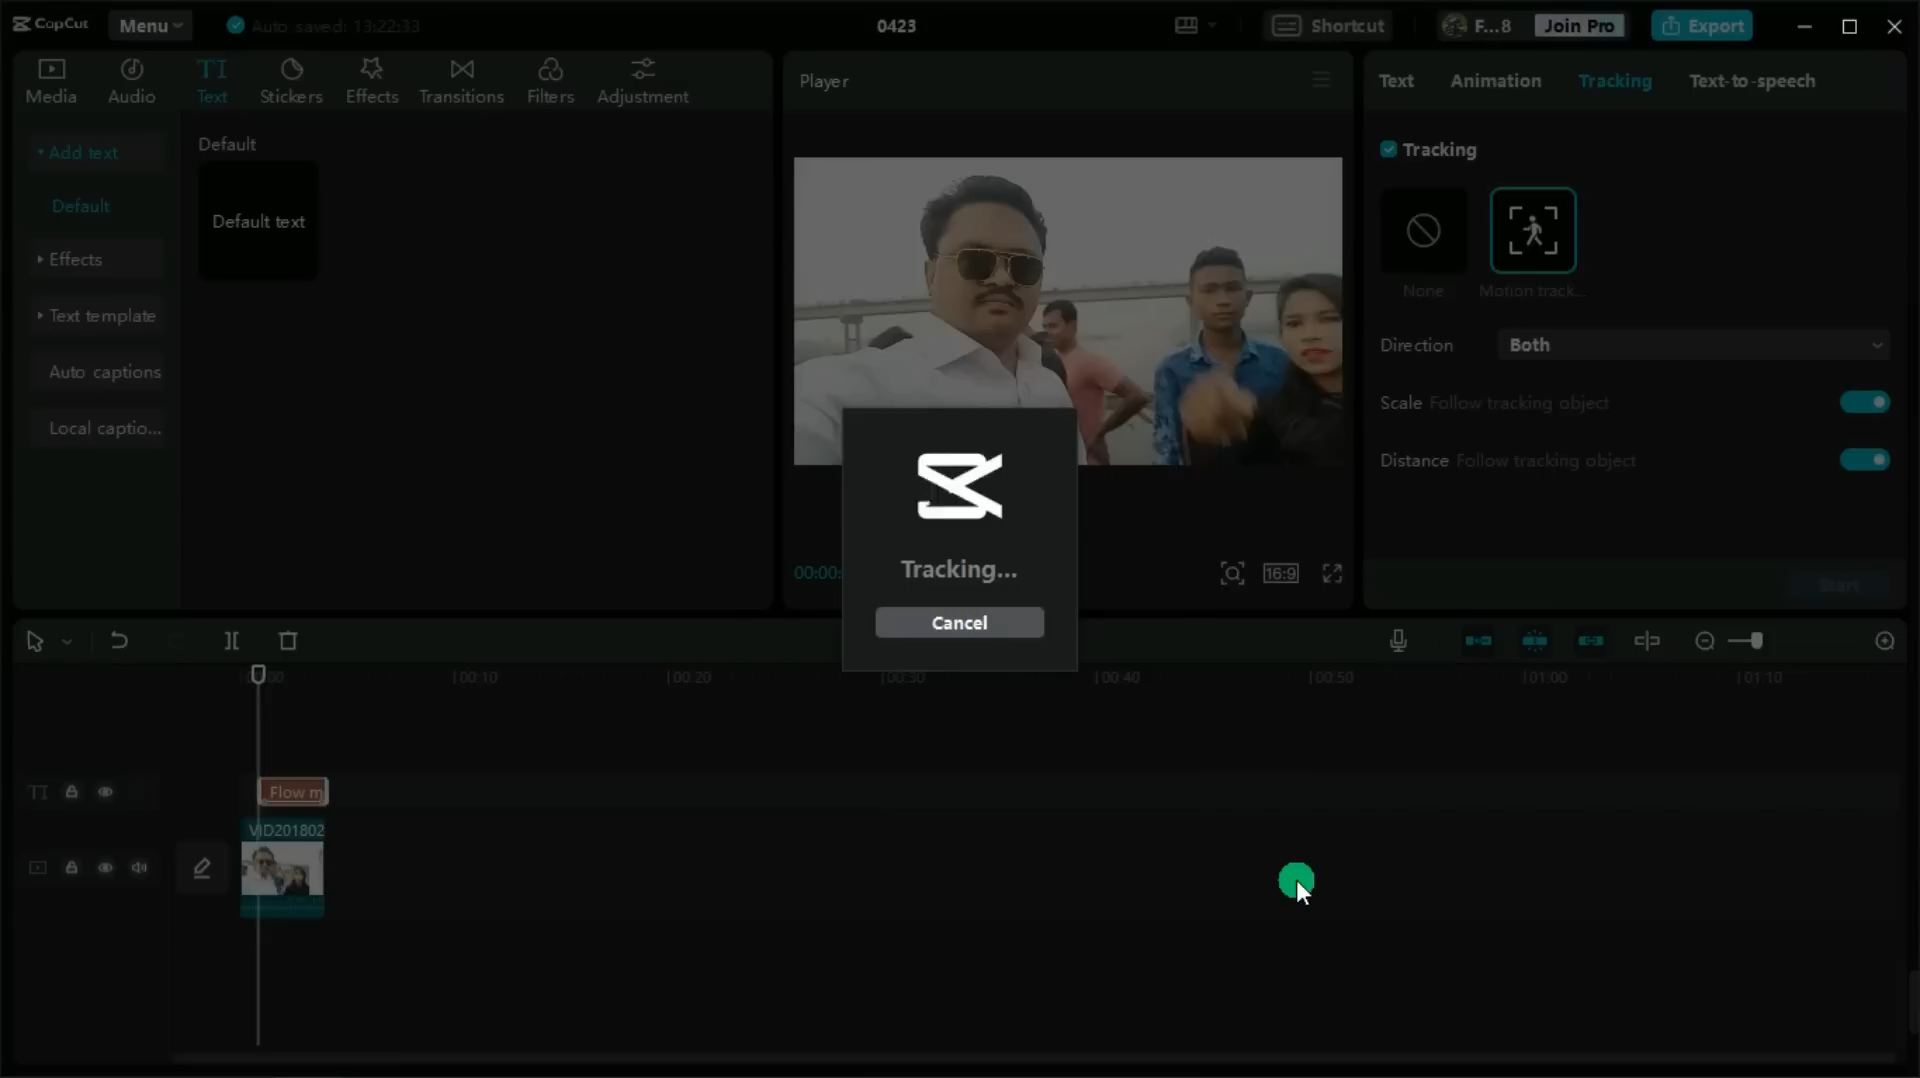 CapCut
Menu
Auto saved: 13:22:33
0423
Shortcut
F...8
Join Pro
Export
Media
Audio
TI
Text
Stickers
Effects
Transitions
Filters
Adjustment
Add text
Default
Effects
Text template
Auto captions
Local captio...
Default
Default text
Player
00:00:
16:9
Text
Animation
Tracking
Text-to-speech
Tracking
None
Motion track...
Direction
Both
Scale Follow tracking object
Distance Follow tracking object
Start
Tracking...
Cancel
00:10
00:20
00:30
00:40
00:50
01:00
01:10
TI
Flow m
VID201802